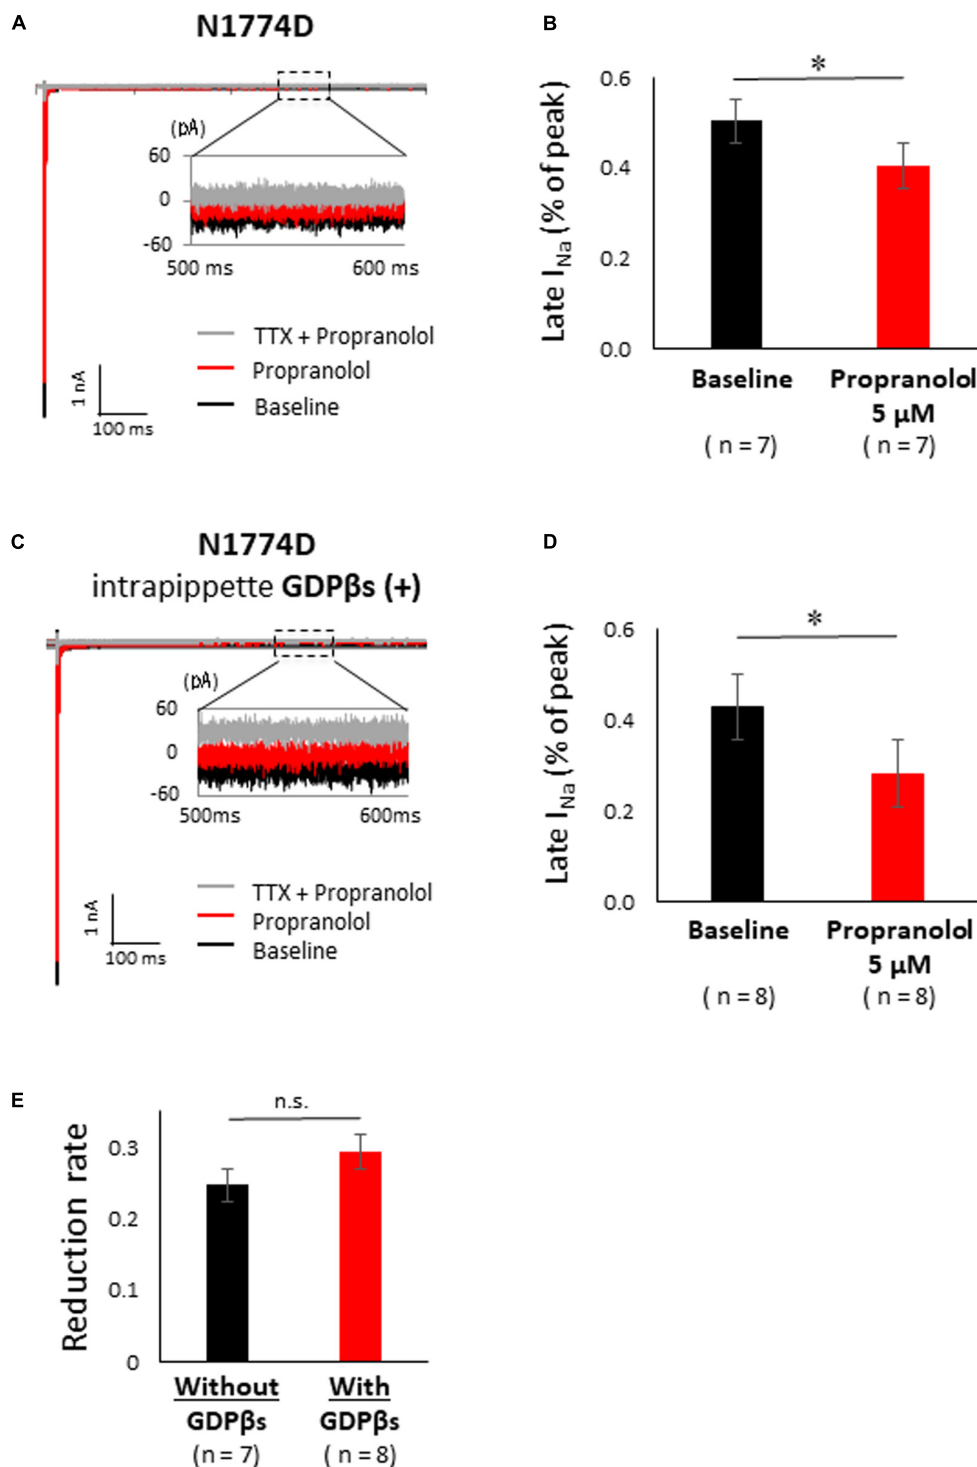 A
N1774D
(pA)
60
0
-60
500 ms
600 ms
TTX + Propranolol
Propranolol
Baseline
1 nA
100 ms
B
*
Late INa (% of peak)
0.6
0.4
0.2
0.0
Baseline
Propranolol
5 µM
( n = 7)
( n = 7)
C
N1774D
intrapippette GDPβs (+)
(pA)
60
0
-60
500ms
600ms
TTX + Propranolol
Propranolol
Baseline
1 nA
100 ms
D
*
Late INa (% of peak)
0.6
0.4
0.2
0.0
Baseline
Propranolol
5 µM
( n = 8)
( n = 8)
E
n.s.
Reduction rate
0.3
0.2
0.1
0
Without
GDPβs
(n = 7)
With
GDPβs
( n = 8)